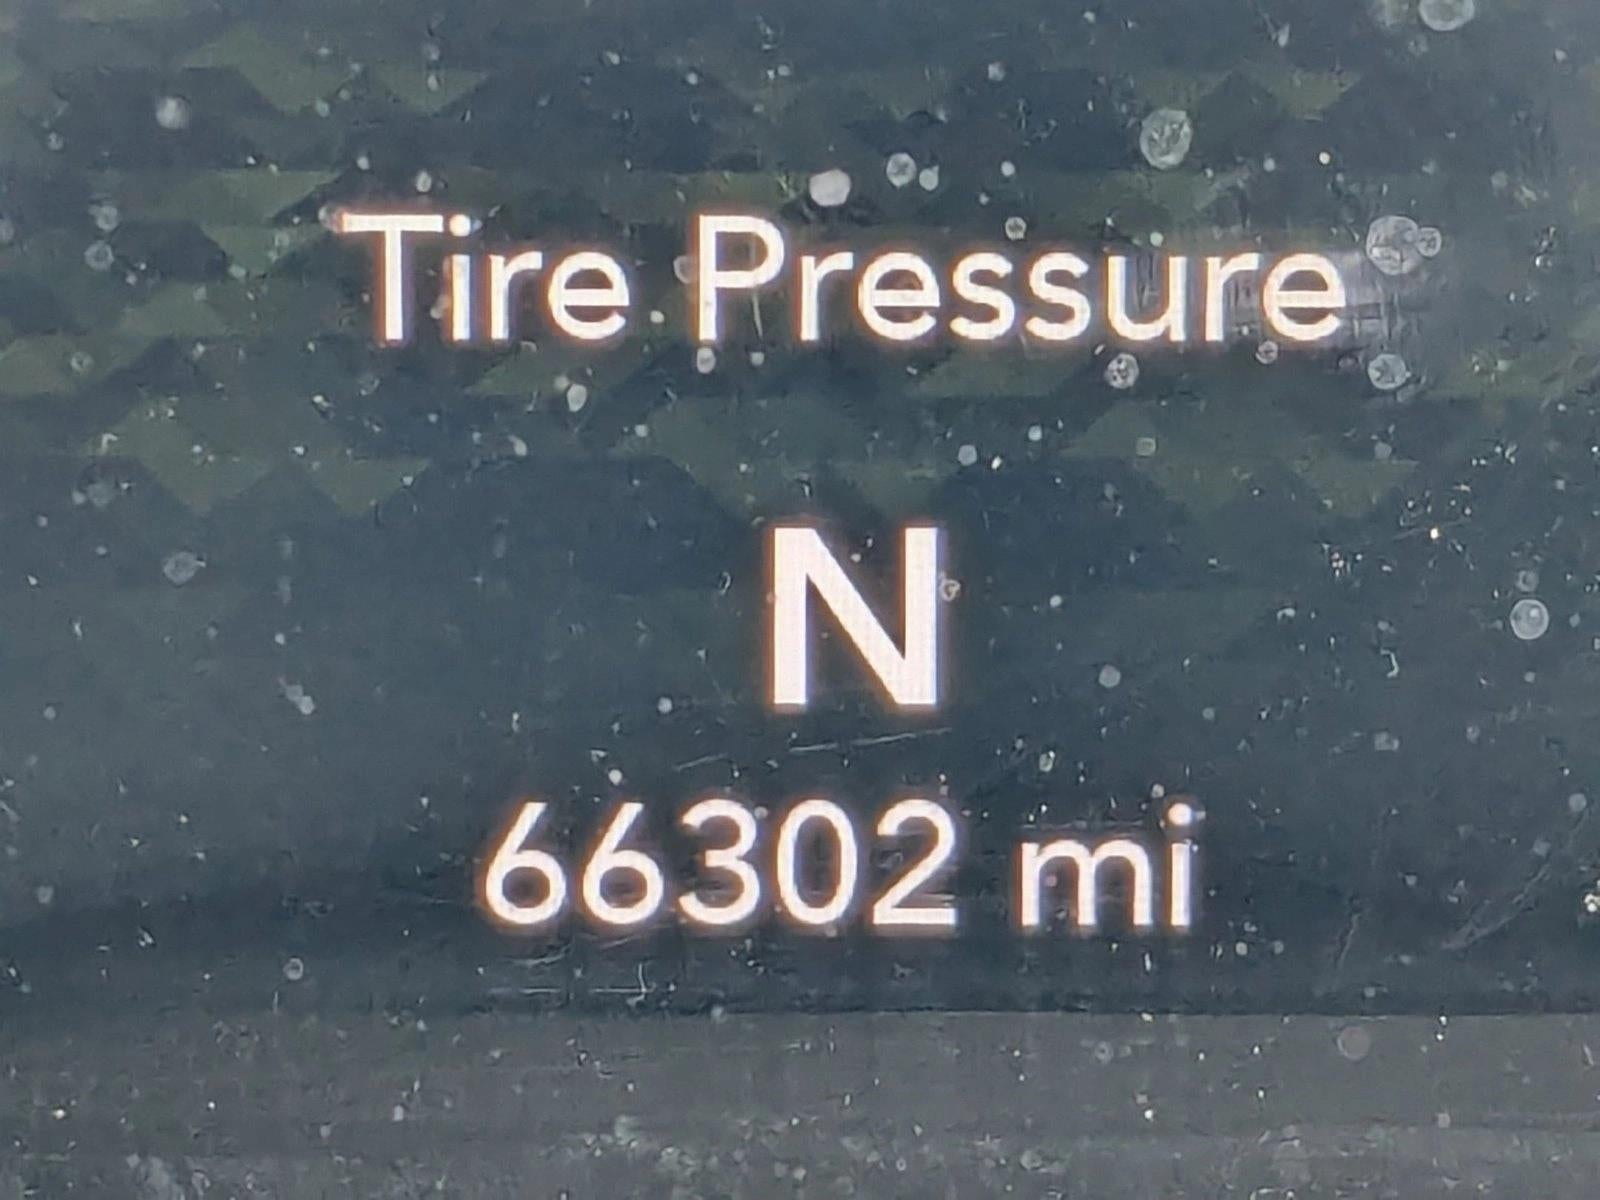 Tire Pressure
N
66302 mi